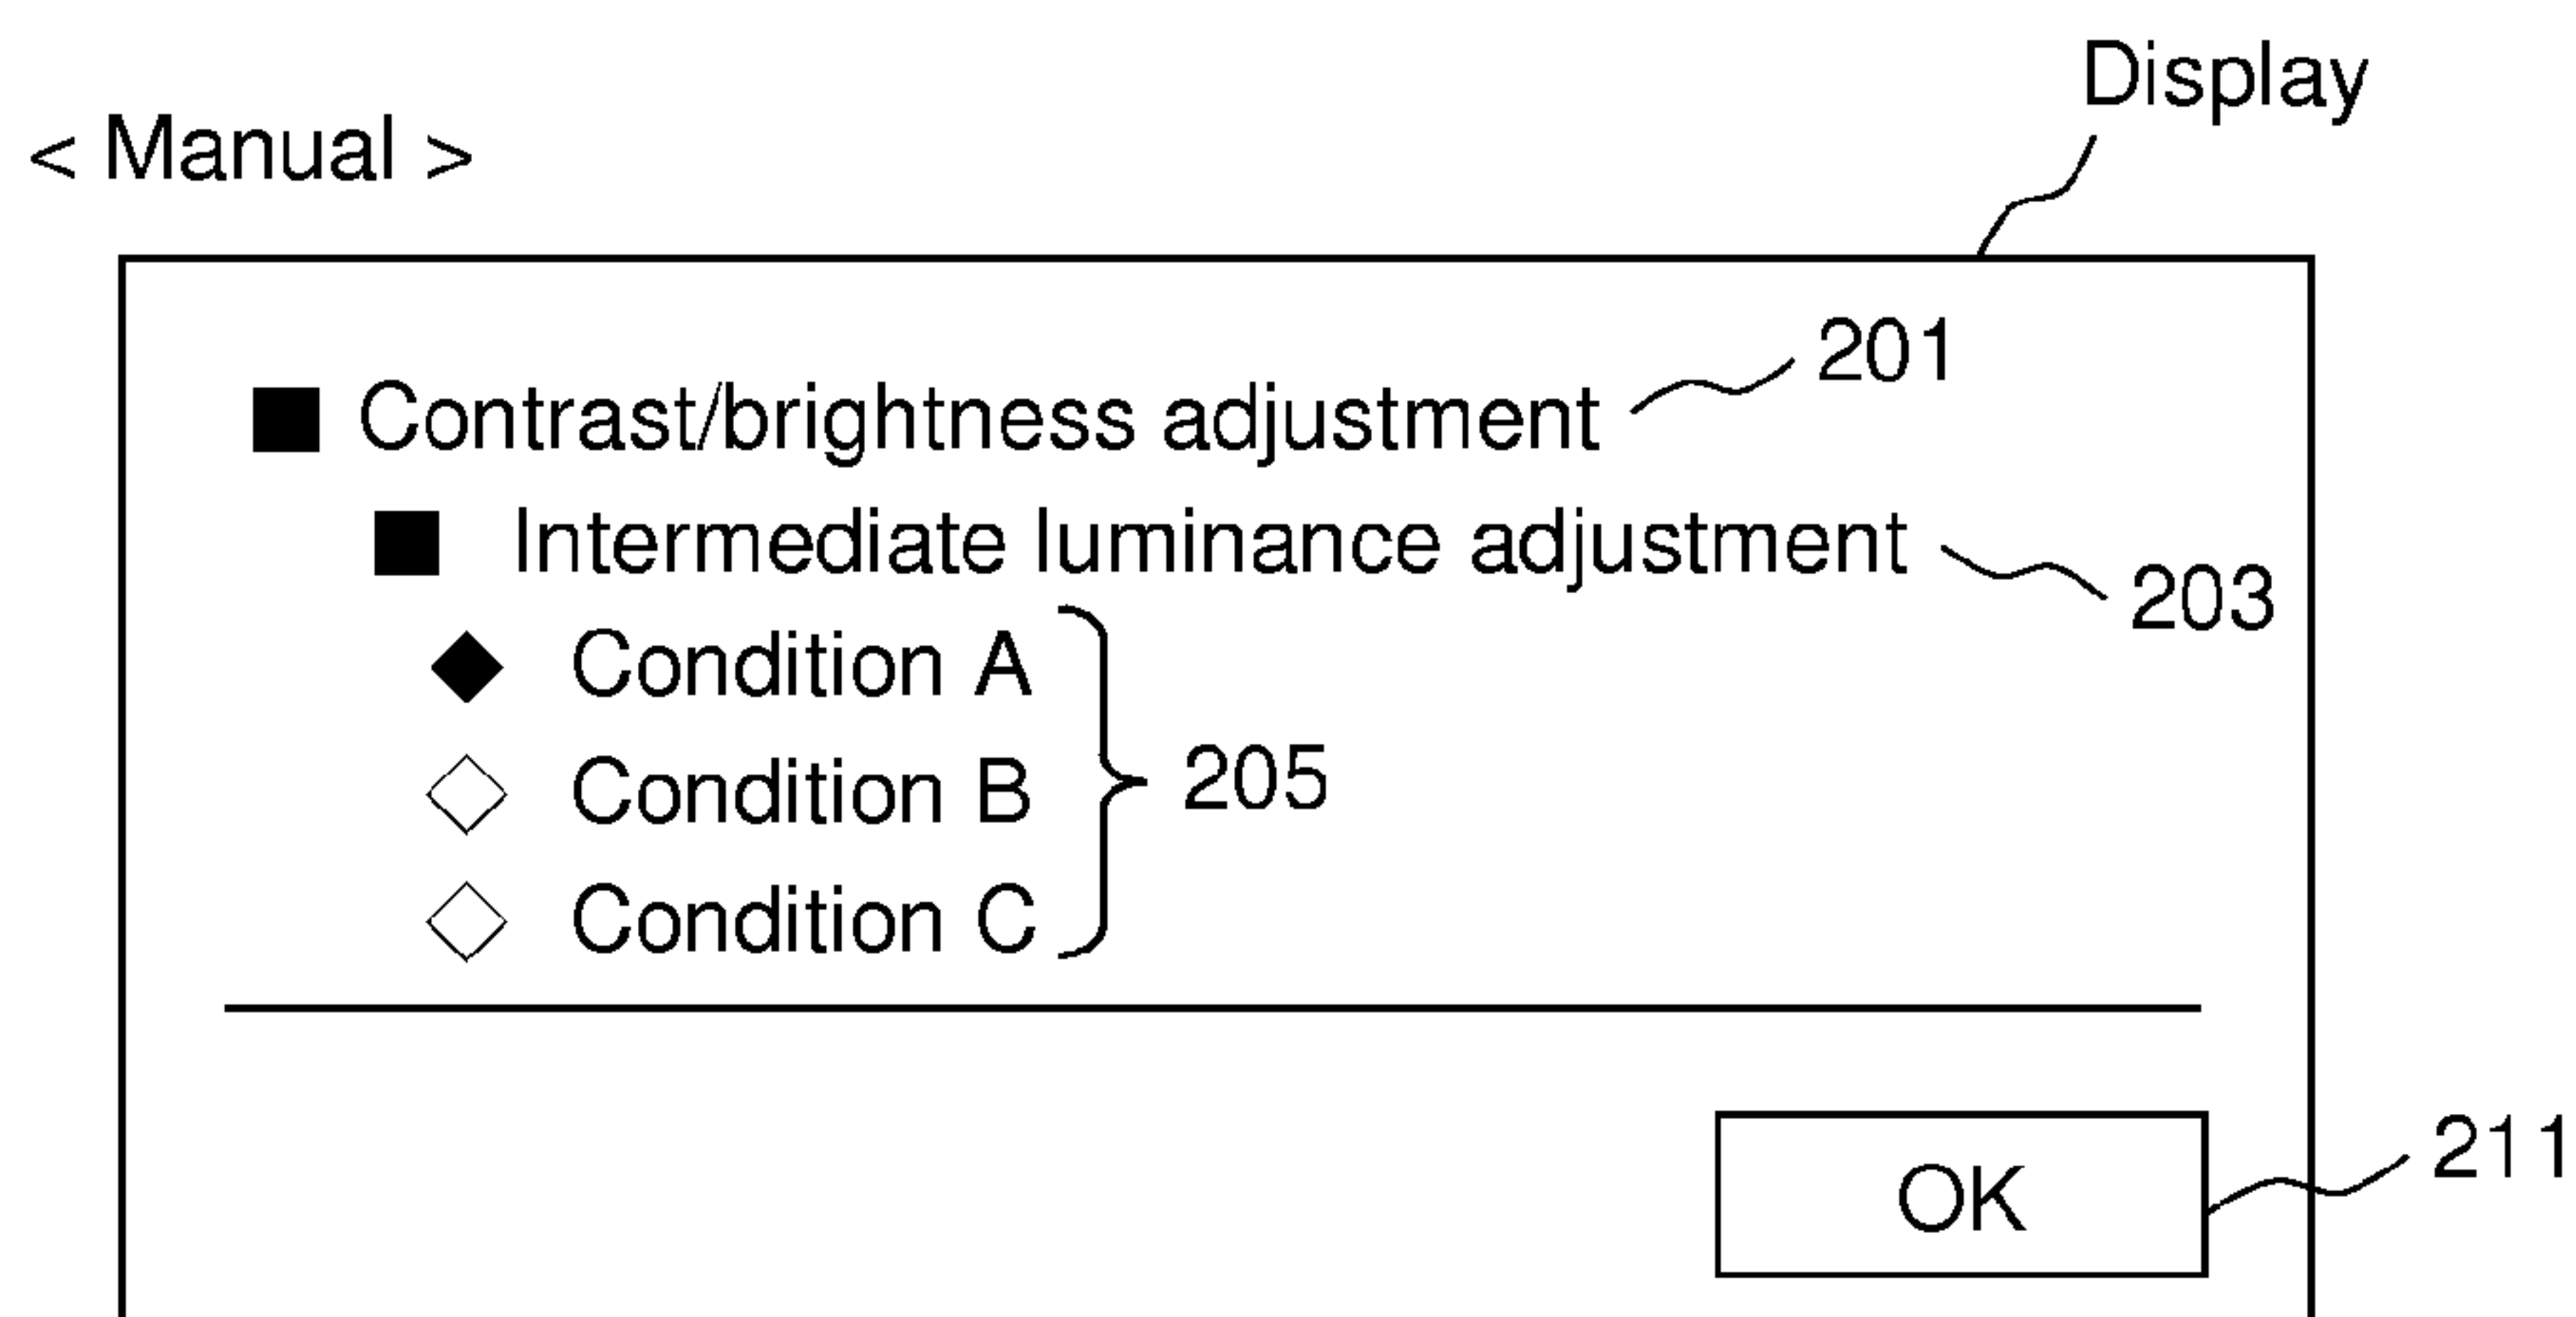 Display
< Manual >
Contrast/brightness adjustment 201
Intermediate luminance adjustment 203
Condition A
Condition B 205
Condition C
OK 211